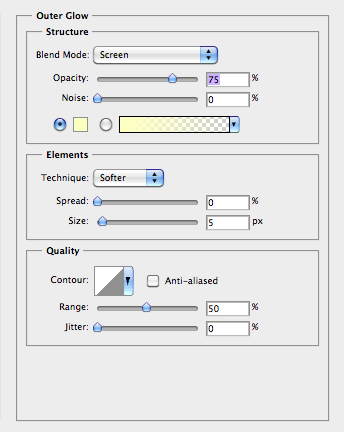 Outer Glow
Structure
Blend Mode: Screen
Opacity: 75 %
Noise: 0 %
Elements
Technique: Softer
Spread: 0 %
Size: 5 px
Quality
Contour: Anti-aliased
Range: 50 %
Jitter: 0 %